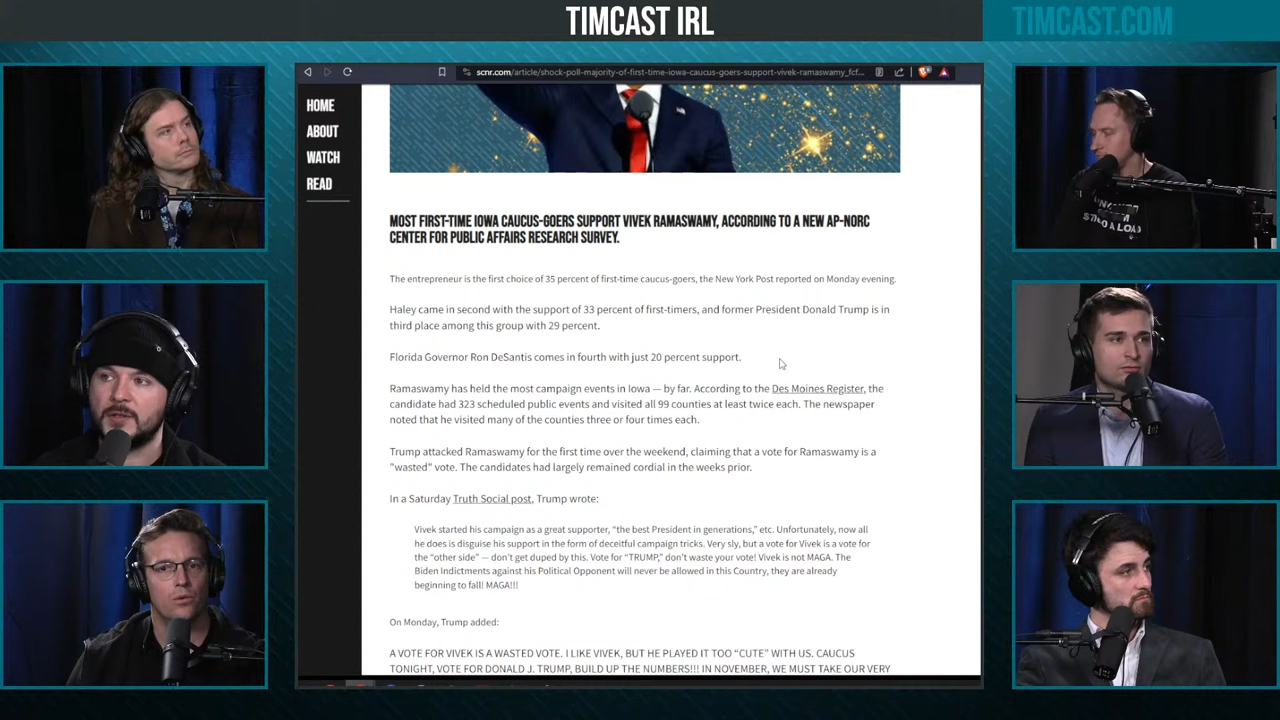 TIMCAST IRL
TIMCAST.COM
scnr.com/article/shock-poll-majority-of-first-time-iowa-caucus-goers-support-vivek-ramaswamy_fcf...
HOME
ABOUT
WATCH
READ
MOST FIRST-TIME IOWA CAUCUS-GOERS SUPPORT VIVEK RAMASWAMY, ACCORDING TO A NEW AP-NORC
CENTER FOR PUBLIC AFFAIRS RESEARCH SURVEY.
The entrepreneur is the first choice of 35 percent of first-time caucus-goers, the New York Post reported on Monday evening.
Haley came in second with the support of 33 percent of first-timers, and former President Donald Trump is in
third place among this group with 29 percent.
Florida Governor Ron DeSantis comes in fourth with just 20 percent support.
Ramaswamy has held the most campaign events in Iowa — by far. According to the Des Moines Register, the
candidate had 323 scheduled public events and visited all 99 counties at least twice each. The newspaper
noted that he visited many of the counties three or four times each.
Trump attacked Ramaswamy for the first time over the weekend, claiming that a vote for Ramaswamy is a
"wasted" vote. The candidates had largely remained cordial in the weeks prior.
In a Saturday Truth Social post, Trump wrote:
Vivek started his campaign as a great supporter, “the best President in generations,” etc. Unfortunately, now all
he does is disguise his support in the form of deceitful campaign tricks. Very sly, but a vote for Vivek is a vote
for the “other side” — don’t get duped by this. Vote for “TRUMP,” don’t waste your vote! Vivek is not MAGA. The
Biden Indictments against his Political Opponent will never be allowed in this Country, they are already
beginning to fall! MAGA!!!
On Monday, Trump added:
A VOTE FOR VIVEK IS A WASTED VOTE. I LIKE VIVEK, BUT HE PLAYED IT TOO “CUTE” WITH US. CAUCUS
TONIGHT, VOTE FOR DONALD J. TRUMP, BUILD UP THE NUMBERS!!! IN NOVEMBER, WE MUST TAKE OUR VERY